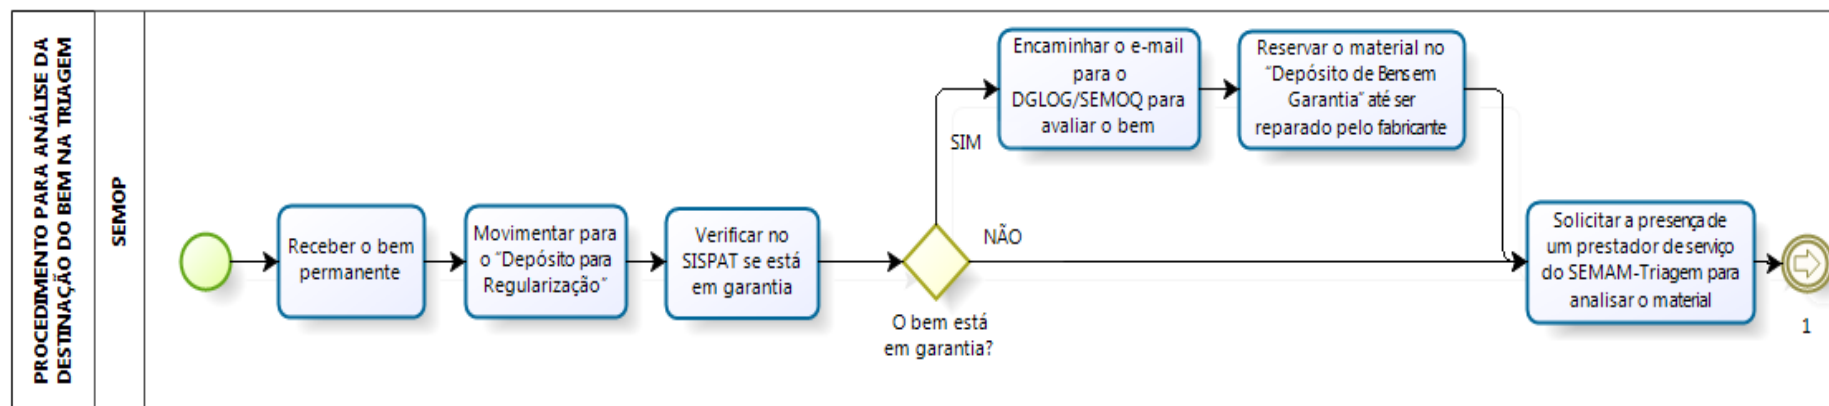 PROCEDIMENTO PARA ANÁLISE DA
DESTINAÇÃO DO BEM NA TRIAGEM
SEMOP
Receber o bem
permanente
Movimentar para
o “Depósito para
Regularização”
Verificar no
SISPAT se está
em garantia
O bem está
em garantia?
SIM
Encaminhar o e-mail
para o
DGLOG/SEMOQ para
avaliar o bem
Reservar o material no
“Depósito de Bens em
Garantia” até ser
reparado pelo fabricante
NÃO
Solicitar a presença de
um prestador de serviço
do SEMAM-Triagem para
analisar o material
1